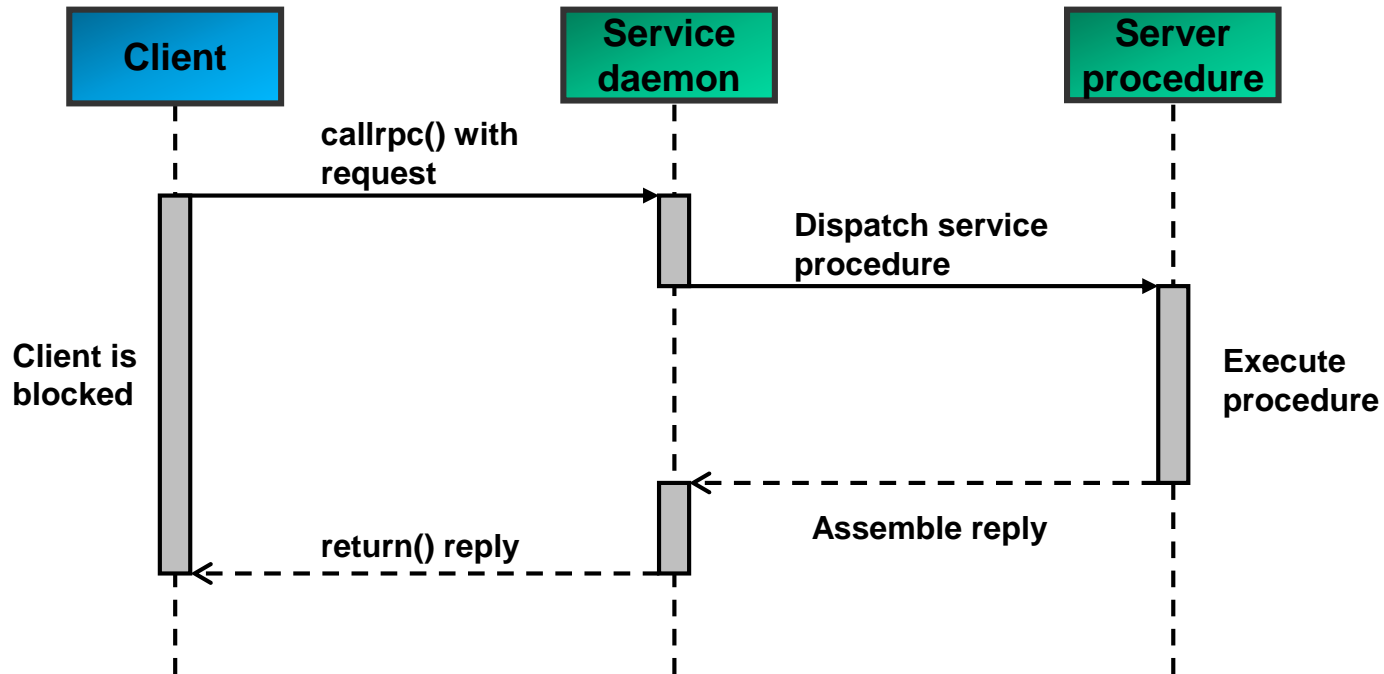 Client
Service
daemon
Server
procedure
callrpc() with
request
Dispatch service
procedure
Client is
blocked
Execute
procedure
Assemble reply
return() reply